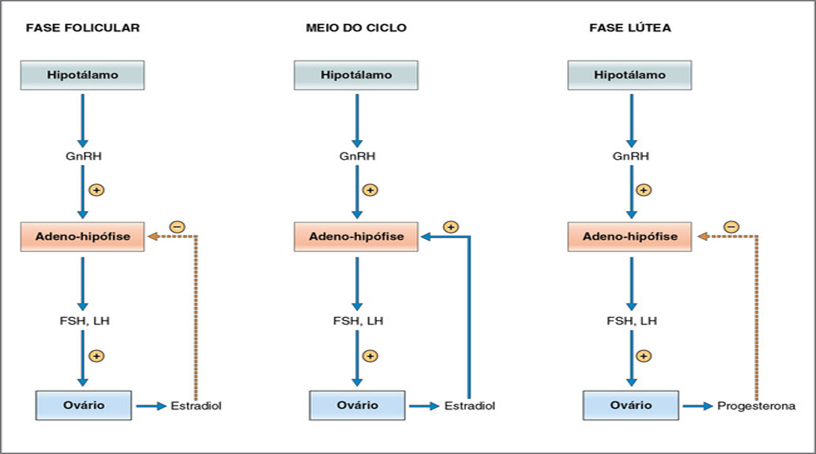 FASE FOLICULAR
Hipotálamo
GnRH
+
Adeno-hipófise
−
FSH, LH
+
Ovário
Estradiol
MEIO DO CICLO
Hipotálamo
GnRH
+
Adeno-hipófise
+
FSH, LH
+
Ovário
Estradiol
FASE LÚTEA
Hipotálamo
GnRH
+
Adeno-hipófise
−
FSH, LH
+
Ovário
Progesterona